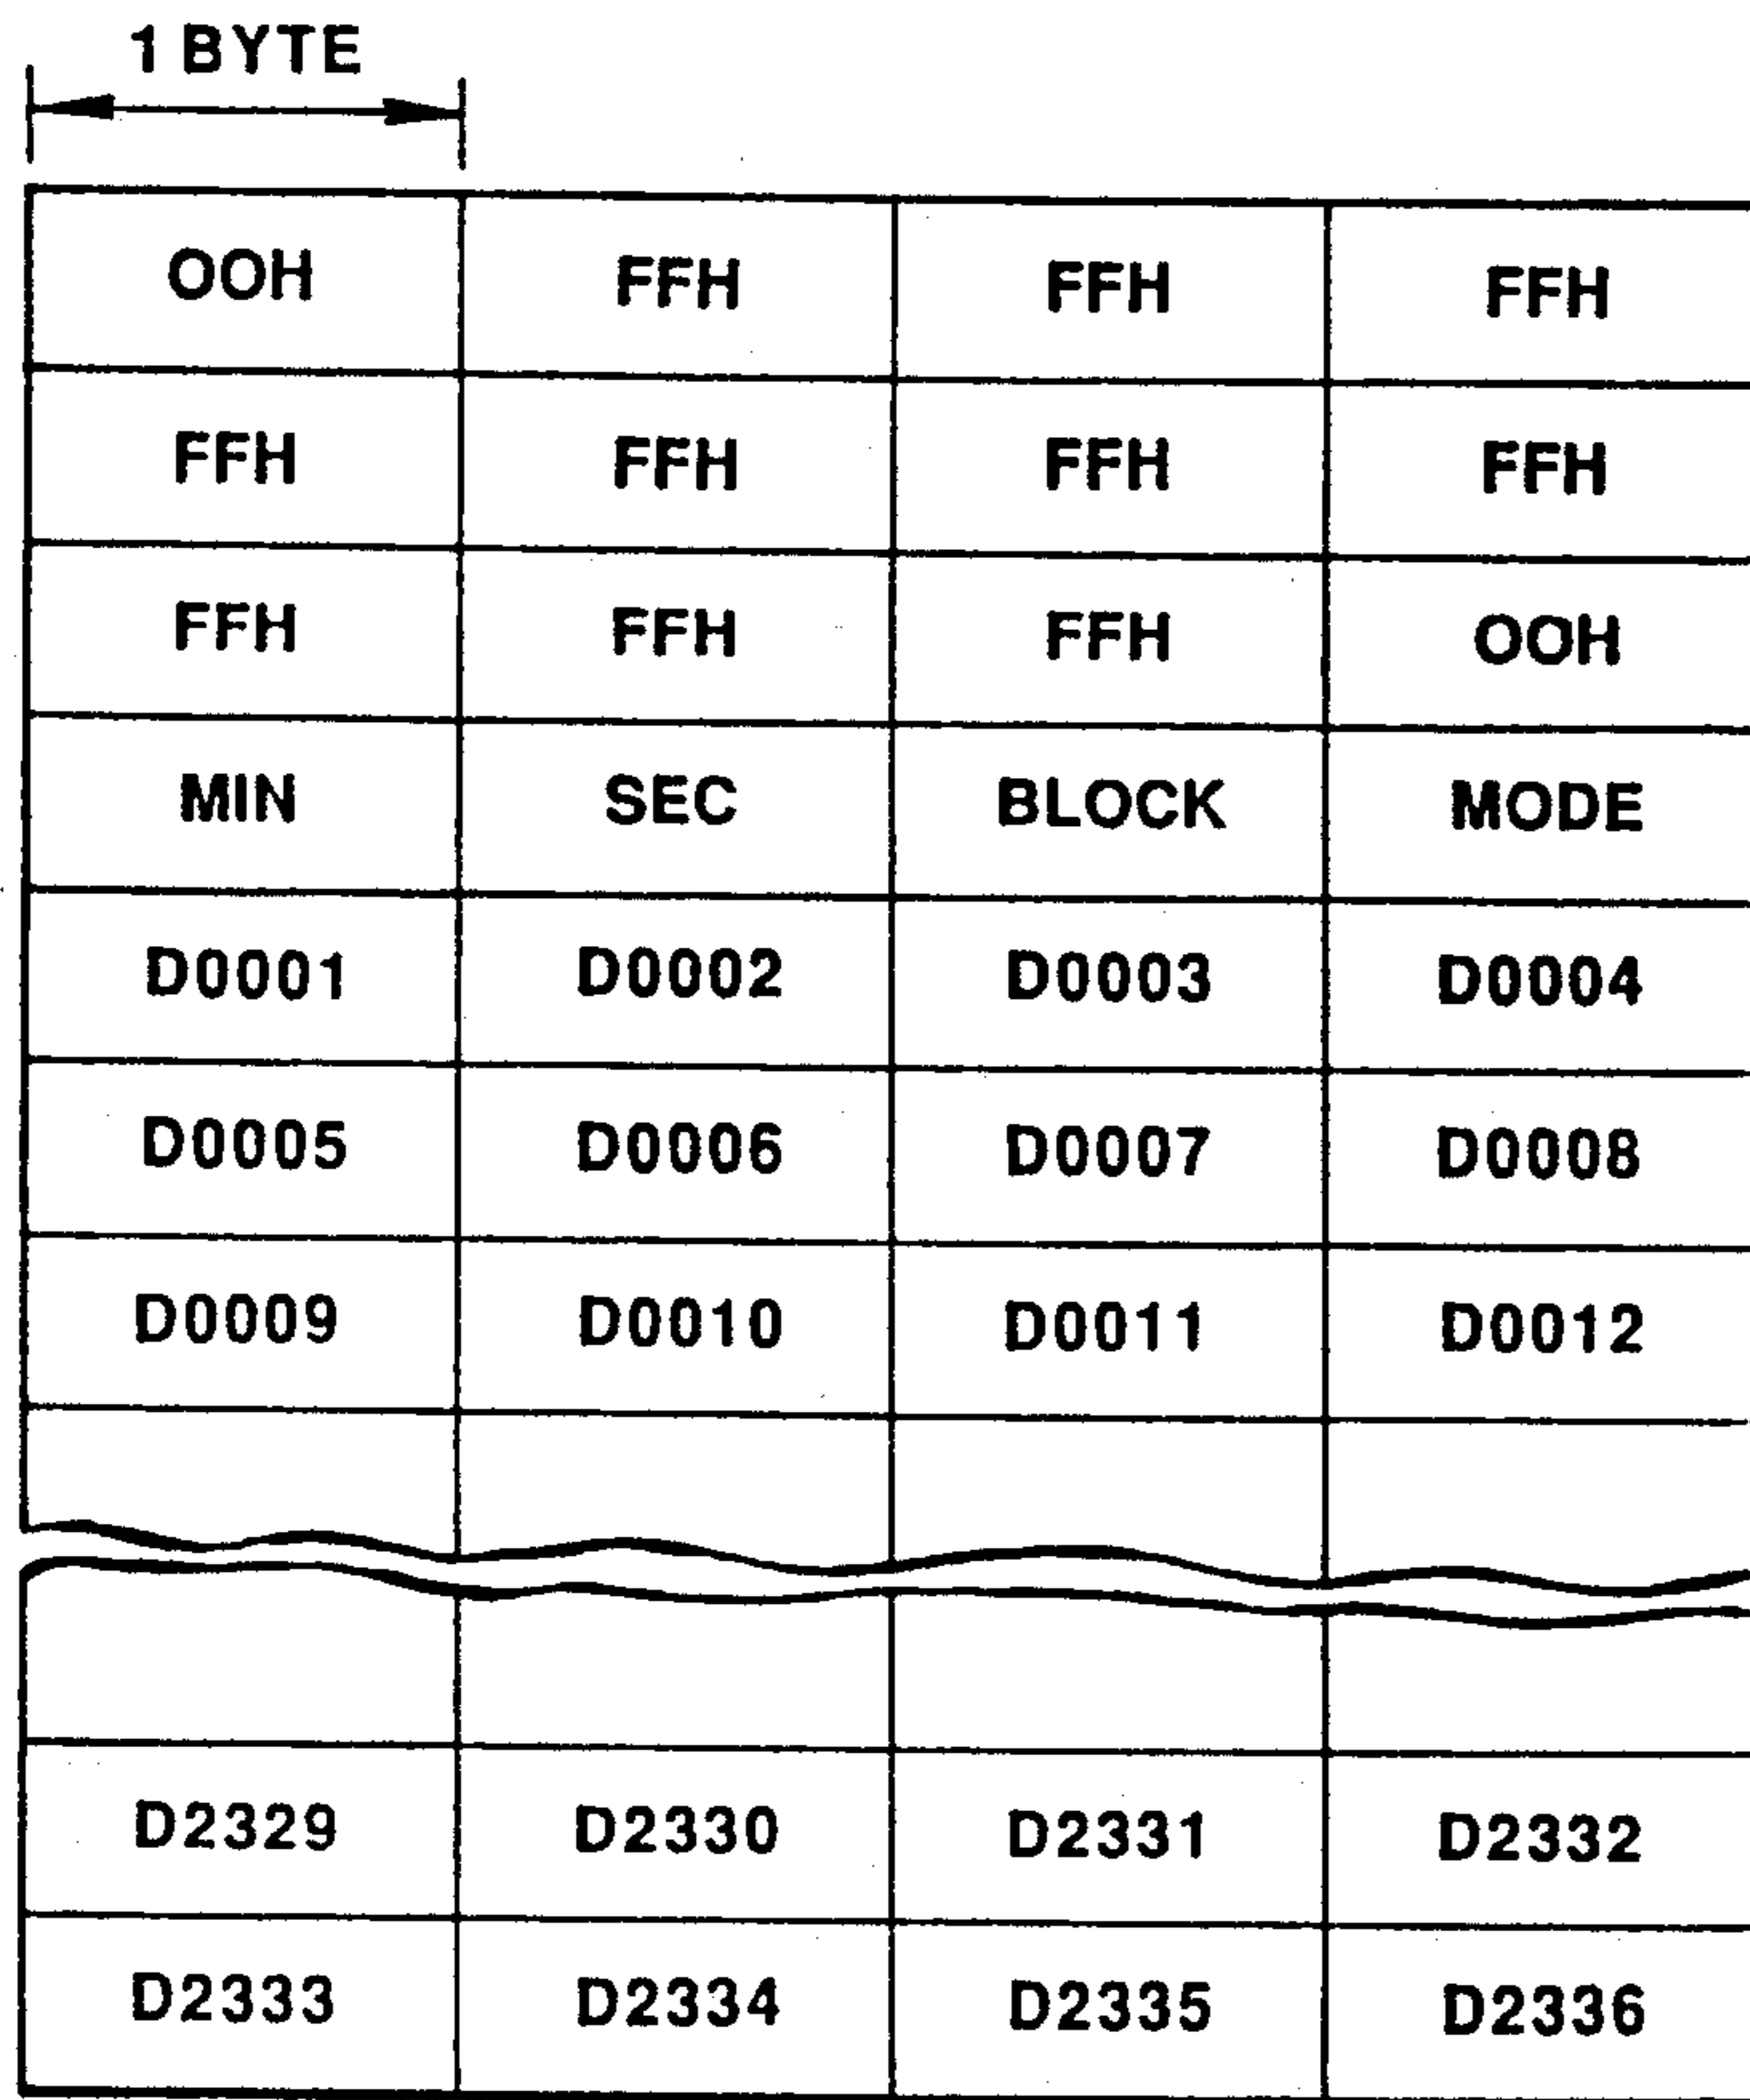 1 BYTE
OOH FFH FFH FFH
FFH FFH FFH FFH
FFH FFH FFH OOH
MIN SEC BLOCK MODE
D0001 D0002 D0003 D0004
D0005 D0006 D0007 D0008
D0009 D0010 D0011 D0012
D2329 D2330 D2331 D2332
D2333 D2334 D2335 D2336